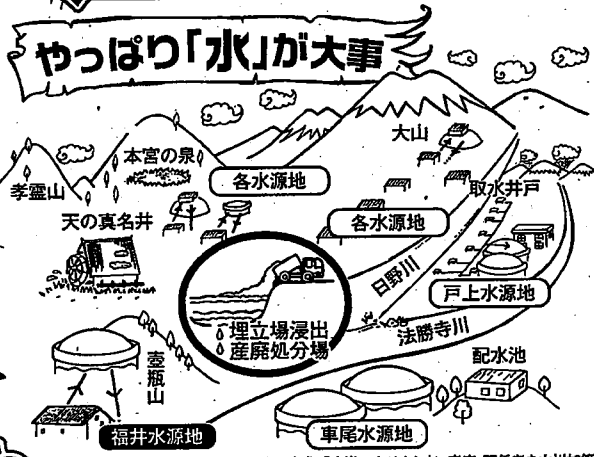 やっぱり「水」が大事
大山
本宮の泉
各水源地
孝霊山
取水井戸
天の真名井
各水源地
日野川
戸上水源地
埋立場浸出
産廃処分場
法勝寺川
壺瓶山
配水池
福井水源地
車尾水源地